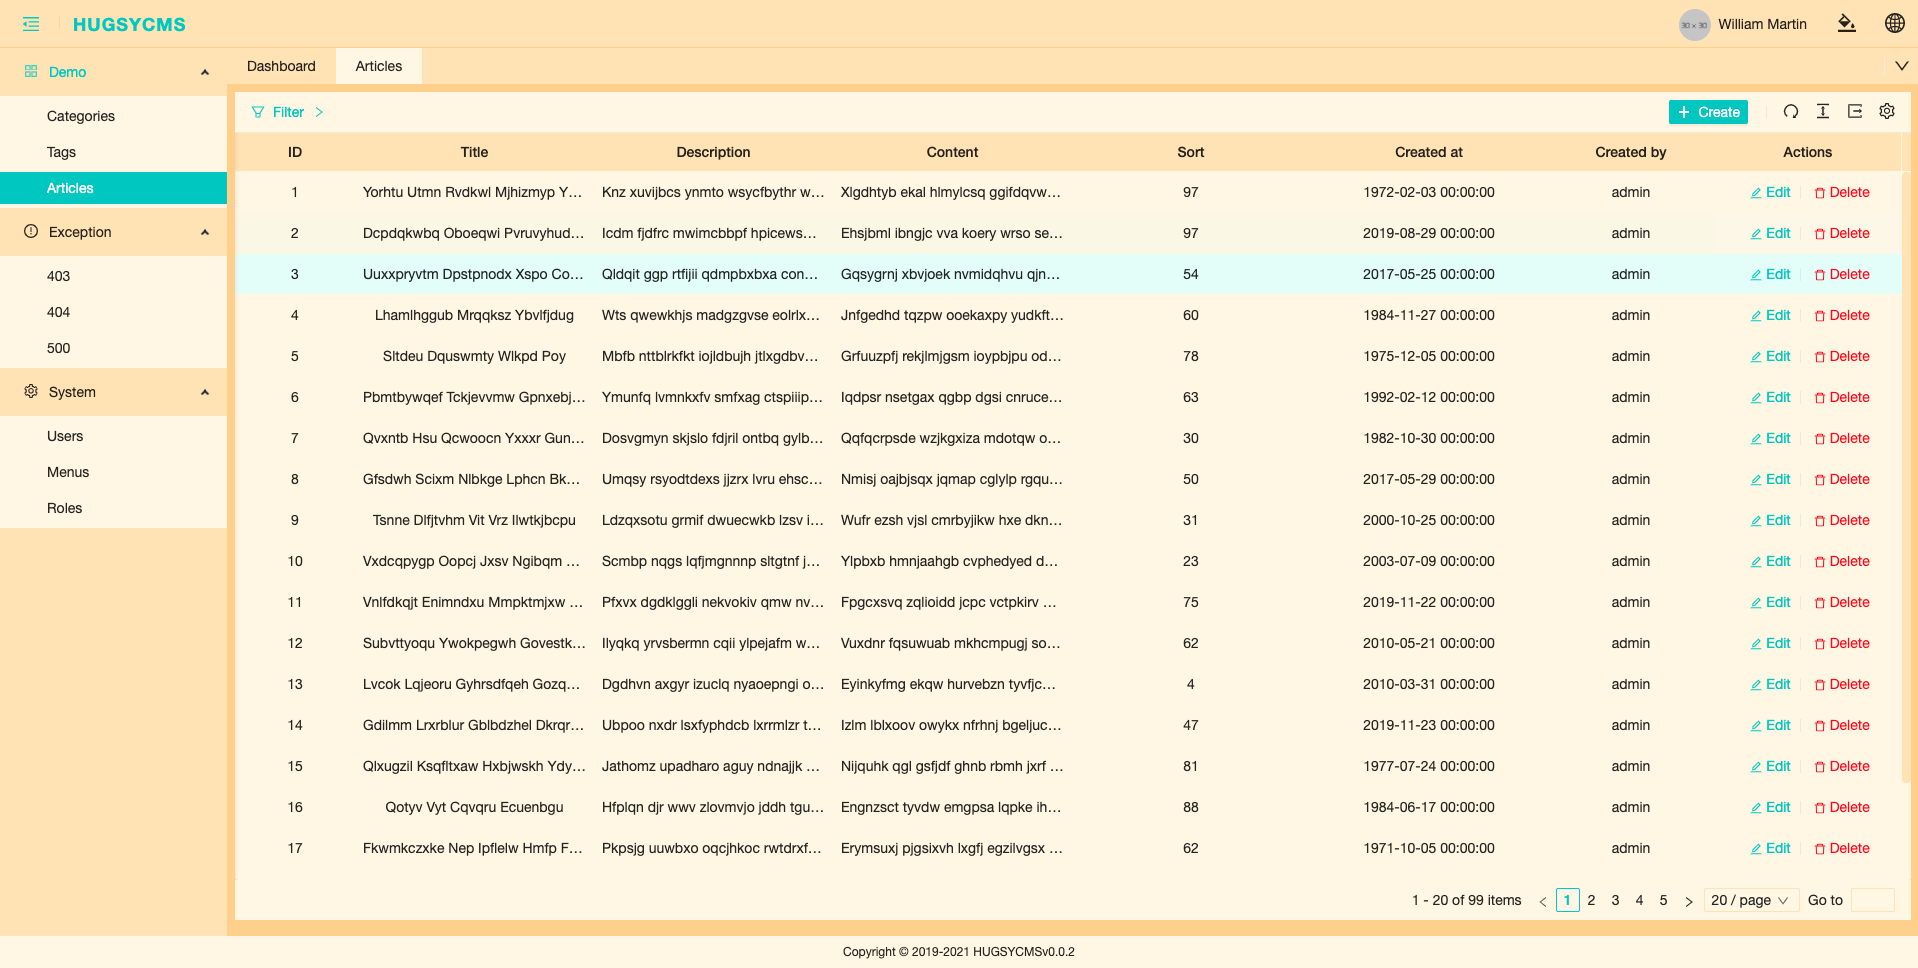 HUGSYCMS
30 × 30 William Martin
Demo
Categories
Tags
Articles
Exception
403
404
500
System
Users
Menus
Roles
Dashboard Articles
Filter
Create
ID Title Description Content Sort Created at Created by Actions
1 Yorhtu Utmn Rvdkwl Mjhizmyp Y... Knz xuvijbcs ynmto wsycfbythr w... Xlgdhtyb ekal hlmylcsq ggifdqvw... 97 1972-02-03 00:00:00 admin Edit Delete
2 Dcpdqkwbq Oboeqwi Pvruvyhud... Icdm fjdfrc mwimcbbpf hpicews... Ehsjbml ibngjc vva koery wrso se... 97 2019-08-29 00:00:00 admin Edit Delete
3 Uuxxpryvtm Dpstpnodx Xspo Co... Qldqit ggp rtfijii qdmpbxbxa con... Gqsygrnj xbvjoek nvmidqhvu qjn... 54 2017-05-25 00:00:00 admin Edit Delete
4 Lhamlhggub Mrqqksz Ybvlfjdug Wts qwewkhjs madgzgvse eolrlx... Jnfgedhd tqzpw ooekaxpy yudkft... 60 1984-11-27 00:00:00 admin Edit Delete
5 Sltdeu Dquswmty Wlkpd Poy Mbfb nttblrkfkt iojldbujh jtlxgdbv... Grfuuzpfj rekjlmjgsm ioypbjpu od... 78 1975-12-05 00:00:00 admin Edit Delete
6 Pbmtbywqef Tckjevvmw Gpnxebj... Ymunfq lvmnkxfv smfxag ctspiiip... Iqdpsr nsetgax qgbp dgsi cnruce... 63 1992-02-12 00:00:00 admin Edit Delete
7 Qvxntb Hsu Qcwoocn Yxxxr Gun... Dosvgmyn skjslo fdjril ontbq gylb... Qqfqcrpsde wzjkgxiza mdotqw o... 30 1982-10-30 00:00:00 admin Edit Delete
8 Gfsdwh Scixm Nlbkge Lphcn Bk... Umqsy rsyodtdexs jjzrx lvru ehsc... Nmisj oajbjsqx jqmap cglylp rgqu... 50 2017-05-29 00:00:00 admin Edit Delete
9 Tsnne Dlfjtvhm Vit Vrz Ilwtkjbcpu Ldzqxsotu grmif dwuecwkb lzsv i... Wufr ezsh vjsl cmrbyjikw hxe dkn... 31 2000-10-25 00:00:00 admin Edit Delete
10 Vxdcqpygp Oopcj Jxsv Ngibqm ... Scmbp nqgs lqfjmgnnnp sltgtnf j... Ylpbxb hmnjaahgb cvphedyed d... 23 2003-07-09 00:00:00 admin Edit Delete
11 Vnlfdkqjt Enimndxu Mmpktmjxw ... Pfxvx dgdklggli nekvokiv qmw nv... Fpgcxsvq zqlioidd jcpc vctpkirv ... 75 2019-11-22 00:00:00 admin Edit Delete
12 Subvttyoqu Ywokpegwh Govestk... Ilyqkq yrvsbermn cqii ylpejafm w... Vuxdnr fqsuwuab mkhcmpugj so... 62 2010-05-21 00:00:00 admin Edit Delete
13 Lvcok Lqjeoru Gyhrsdfqeh Gozq... Dgdhvn axgyr izuclq nyaoepngi o... Eyinkyfmg ekqw hurvebzn tyvfjc... 4 2010-03-31 00:00:00 admin Edit Delete
14 Gdilmm Lrxrblur Gblbdzhel Dkrqr... Ubpoo nxdr lsxfyphdcb lxrrmlzr t... Izlm lblxoov owykx nfrhnj bgeljuc... 47 2019-11-23 00:00:00 admin Edit Delete
15 Qlxugzil Ksqfltxaw Hxbjwskh Ydy... Jathomz upadharo aguy ndnajjk ... Nijquhk qgl gsfjdf ghnb rbmh jxrf ... 81 1977-07-24 00:00:00 admin Edit Delete
16 Qotyv Vyt Cqvqru Ecuenbgu Hfplqn djr wwv zlovmvjo jddh tgu... Engnzsct tyvdw emgpsa lqpke ih... 88 1984-06-17 00:00:00 admin Edit Delete
17 Fkwmkczxke Nep Ipflelw Hmfp F... Pkpsjg uuwbxo oqcjhkoc rwtdrxf... Erymsuxj pjgsixvh lxgfj egzilvgsx ... 62 1971-10-05 00:00:00 admin Edit Delete
1 - 20 of 99 items < 1 2 3 4 5 > 20 / page Go to
Copyright © 2019-2021 HUGSYCMSv0.0.2